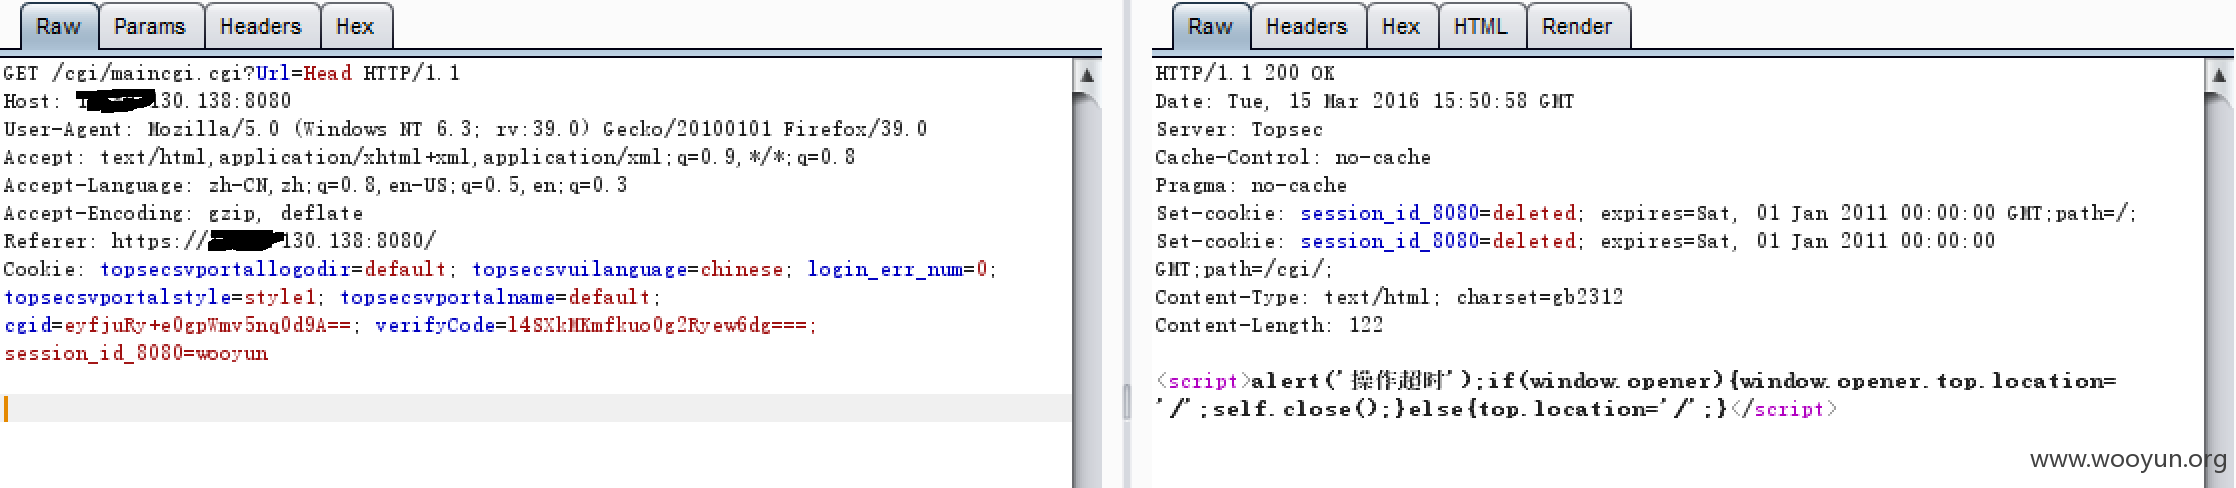 Raw Params Headers Hex
GET /cgi/maincgi.cgi?Url=Head HTTP/1.1
Host: 130.138:8080
User-Agent: Mozilla/5.0 (Windows NT 6.3; rv:39.0) Gecko/20100101 Firefox/39.0
Accept: text/html,application/xhtml+xml,application/xml;q=0.9,*/*;q=0.8
Accept-Language: zh-CN,zh;q=0.8,en-US;q=0.5,en;q=0.3
Accept-Encoding: gzip, deflate
Referer: https://130.138:8080/
Cookie: topsecsvportallogodir=default; topsecsvuilanguage=chinese; login_err_num=0;
topsecsvportalstyle=style1; topsecsvportalname=default;
cgid=eyfjuRy+e0gpWmv5nq0d9A==; verifyCode=l4SXkMKmfkuo0g2Ryew6dg===;
session_id_8080=wooyun
Raw Headers Hex HTML Render
HTTP/1.1 200 OK
Date: Tue, 15 Mar 2016 15:50:58 GMT
Server: Topsec
Cache-Control: no-cache
Pragma: no-cache
Set-cookie: session_id_8080=deleted; expires=Sat, 01 Jan 2011 00:00:00 GMT;path=/;
Set-cookie: session_id_8080=deleted; expires=Sat, 01 Jan 2011 00:00:00
GMT;path=/cgi/;
Content-Type: text/html; charset=gb2312
Content-Length: 122
<script>alert('操作超时');if(window.opener){window.opener.top.location=
'/';self.close();}else{top.location='/';}</script>
www.wooyun.org